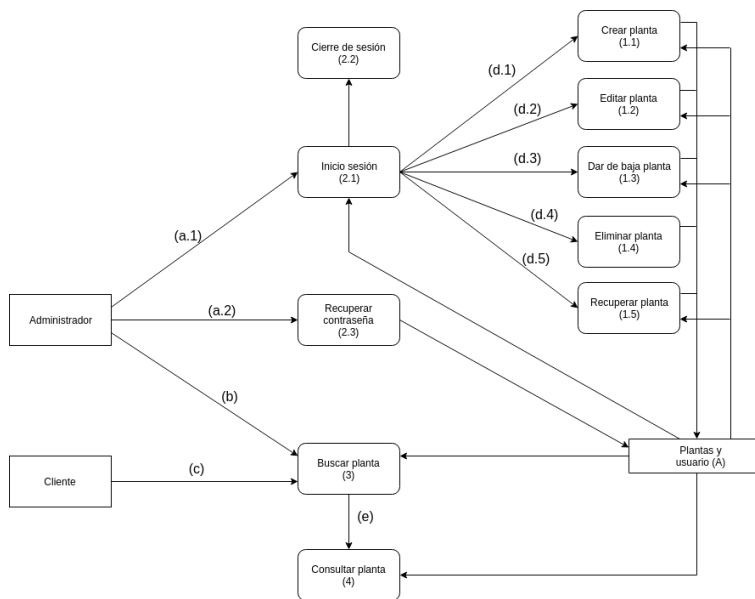 Crear planta
(1.1)
Cierre de sesión
(2.2)
(d.1)
Editar planta
(1.2)
(d.2)
Inicio sesión
(2.1)
(d.3)
Dar de baja planta
(1.3)
(d.4)
Eliminar planta
(1.4)
(a.1)
(d.5)
Recuperar planta
(1.5)
Administrador
(a.2)
Recuperar
contraseña
(2.3)
(b)
Plantas y
usuario (A)
Buscar planta
(3)
Cliente
(c)
(e)
Consultar planta
(4)